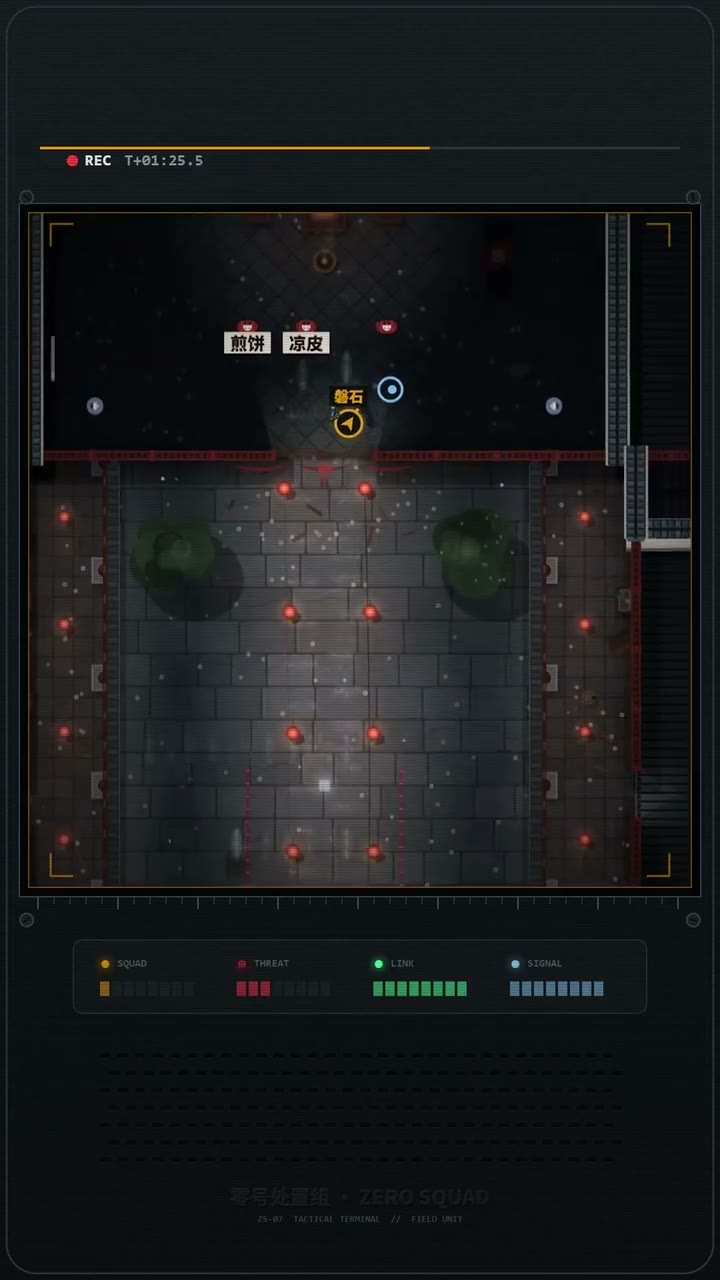 REC T+01:25.5
煎饼 凉皮
磐石
SQUAD THREAT LINK SIGNAL
零号处置组 · ZERO SQUAD
ZS-07 TACTICAL TERMINAL // FIELD UNIT